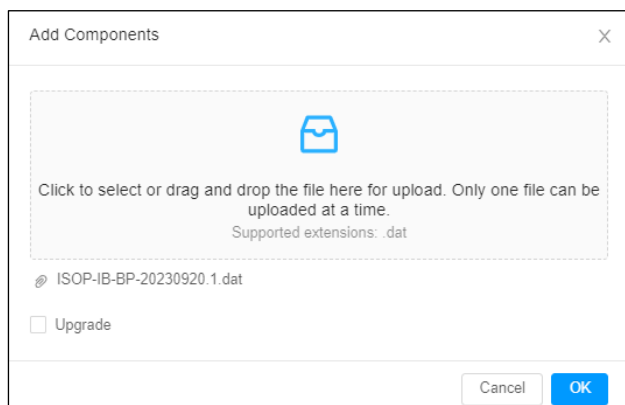 Add Components
Click to select or drag and drop the file here for upload. Only one file can be
uploaded at a time.
Supported extensions: .dat
ISOP-IB-BP-20230920.1.dat
Upgrade
Cancel
OK